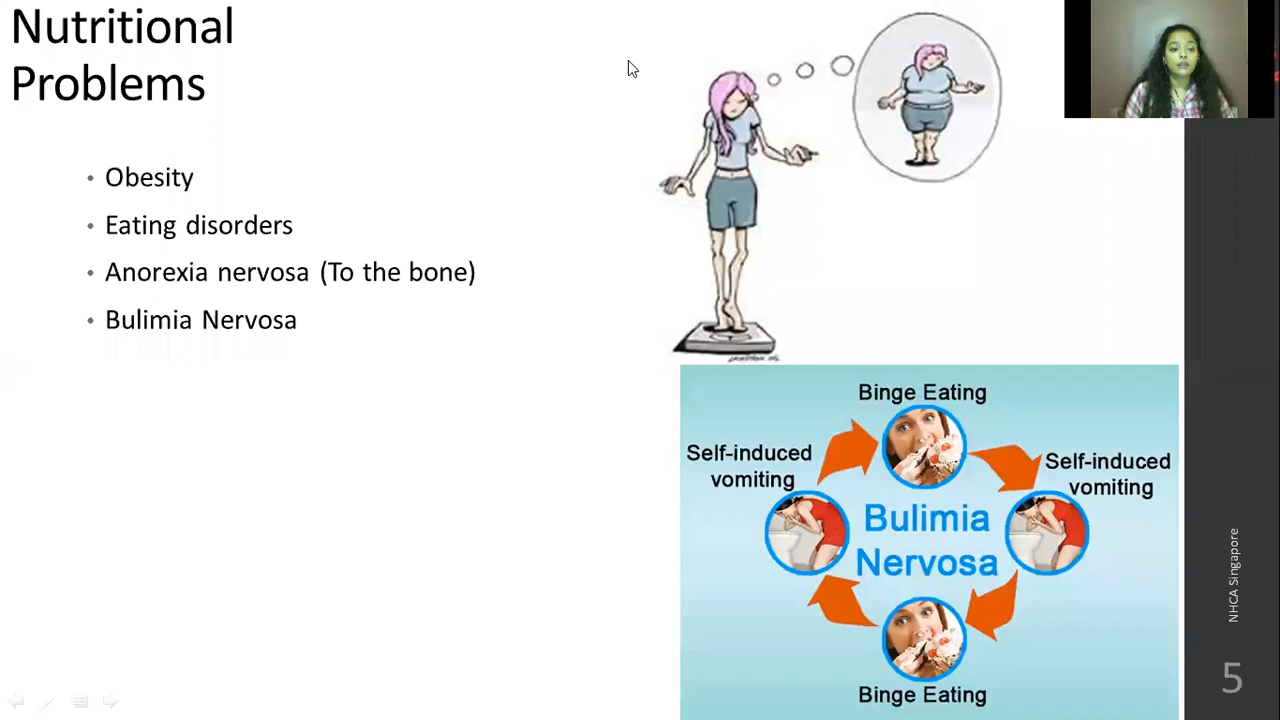 Nutritional
Problems
• Obesity
• Eating disorders
• Anorexia nervosa (To the bone)
• Bulimia Nervosa
Binge Eating
Self-induced
vomiting
Self-induced
vomiting
Bulimia
Nervosa
Binge Eating
NHCA Singapore
5